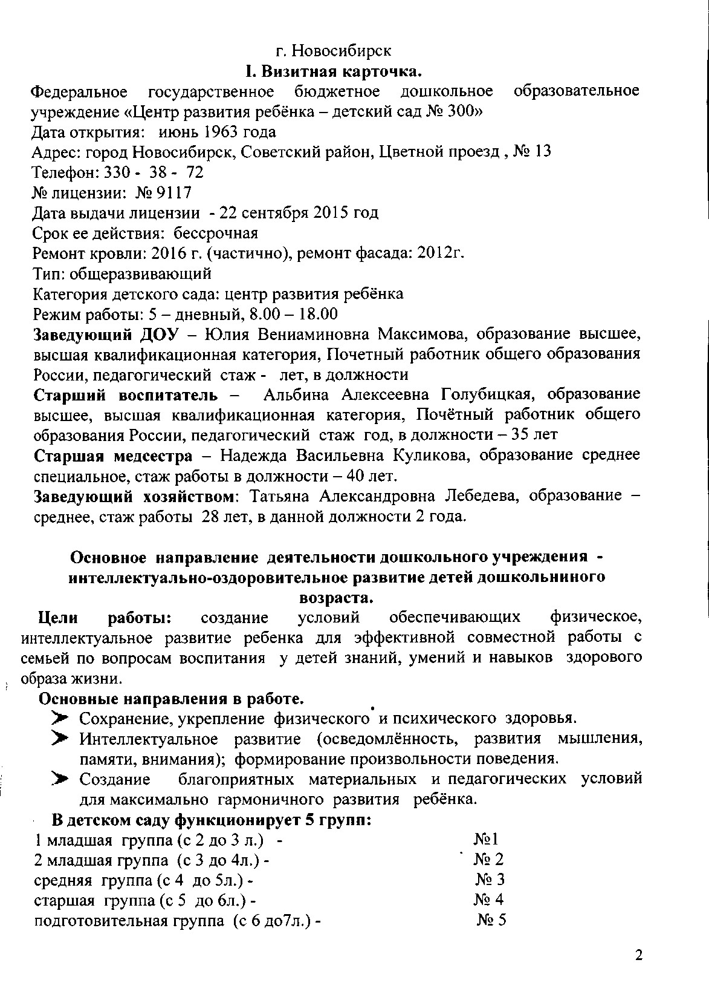 г. Новосибирск
I. Визитная карточка.
Федеральное государственное бюджетное дошкольное образовательное
учреждение «Центр развития ребёнка – детский сад № 300»
Дата открытия: июнь 1963 года
Адрес: город Новосибирск, Советский район, Цветной проезд , № 13
Телефон: 330 - 38 - 72
№ лицензии: № 9117
Дата выдачи лицензии - 22 сентября 2015 год
Срок ее действия: бессрочная
Ремонт кровли: 2016 г. (частично), ремонт фасада: 2012г.
Тип: общеразвивающий
Категория детского сада: центр развития ребёнка
Режим работы: 5 – дневный, 8.00 – 18.00
Заведующий ДОУ – Юлия Вениаминовна Максимова, образование высшее,
высшая квалификационная категория, Почетный работник общего образования
России, педагогический стаж - лет, в должности
Старший воспитатель – Альбина Алексеевна Голубицкая, образование
высшее, высшая квалификационная категория, Почётный работник общего
образования России, педагогический стаж год, в должности – 35 лет
Старшая медсестра – Надежда Васильевна Куликова, образование среднее
специальное, стаж работы в должности – 40 лет.
Заведующий хозяйством: Татьяна Александровна Лебедева, образование –
среднее, стаж работы 28 лет, в данной должности 2 года.
Основное направление деятельности дошкольного учреждения -
интеллектуально-оздоровительное развитие детей дошкольниного
возраста.
Цели работы: создание условий обеспечивающих физическое,
интеллектуальное развитие ребенка для эффективной совместной работы с
семьей по вопросам воспитания у детей знаний, умений и навыков здорового
образа жизни.
Основные направления в работе.
➢ Сохранение, укрепление физического и психического здоровья.
➢ Интеллектуальное развитие (осведомлённость, развития мышления,
памяти, внимания); формирование произвольности поведения.
➢ Создание благоприятных материальных и педагогических условий
для максимально гармоничного развития ребёнка.
В детском саду функционирует 5 групп:
1 младшая группа (с 2 до 3 л.) - №1
2 младшая группа (с 3 до 4л.) - № 2
средняя группа (с 4 до 5л.) - № 3
старшая группа (с 5 до 6л.) - № 4
подготовительная группа (с 6 до7л.) - № 5
2